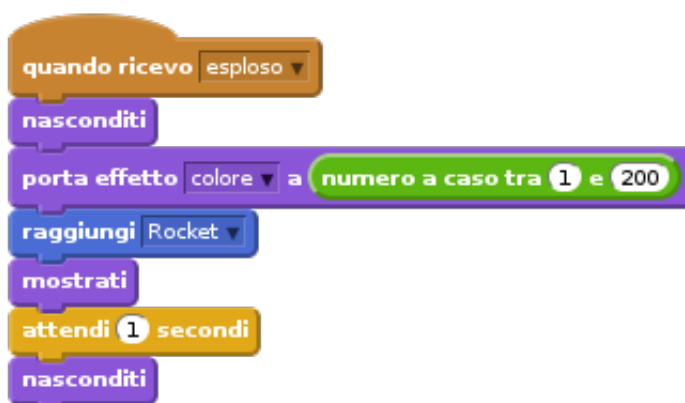 quando ricevo esploso
nasconditi
porta effetto colore a numero a caso tra 1 e 200
raggiungi Rocket
mostrati
attendi 1 secondi
nasconditi